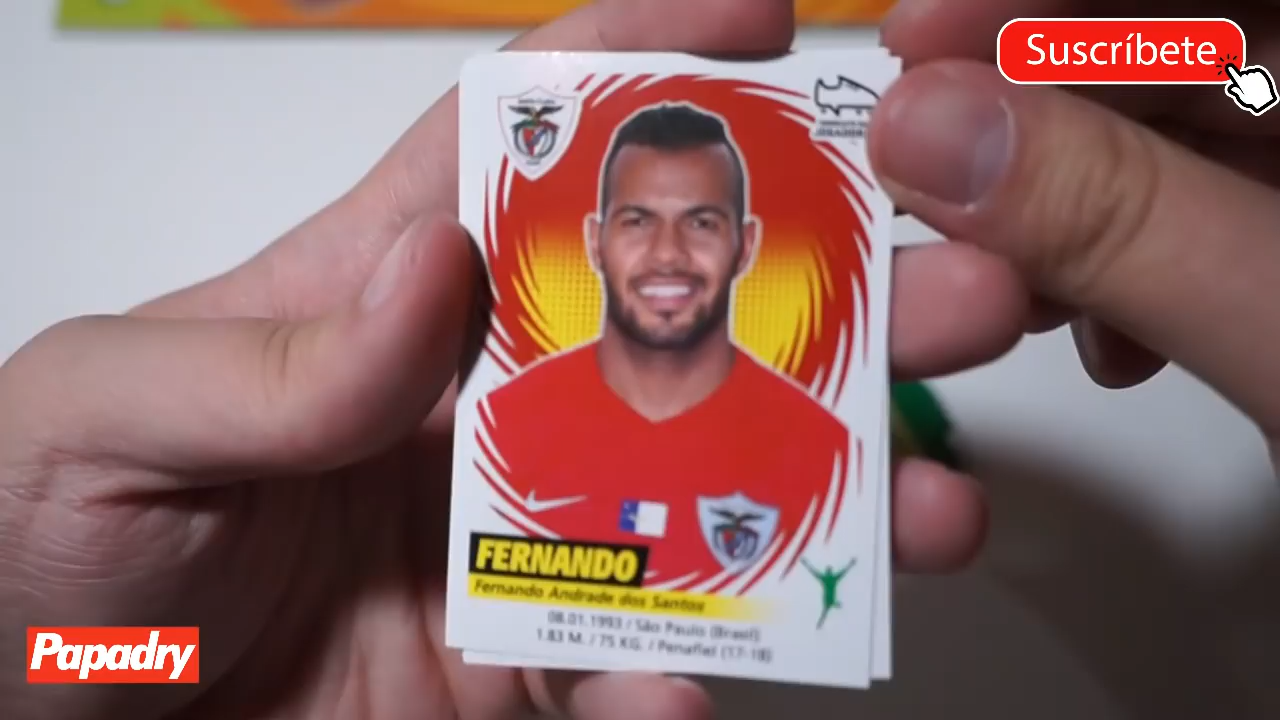 Suscríbete
FERNANDO
Fernando Andrade dos Santos
08.01.1993 / São Paulo (Brasil)
1.83 M. / 75 KG. / Penafiel (17-18)
Papadry